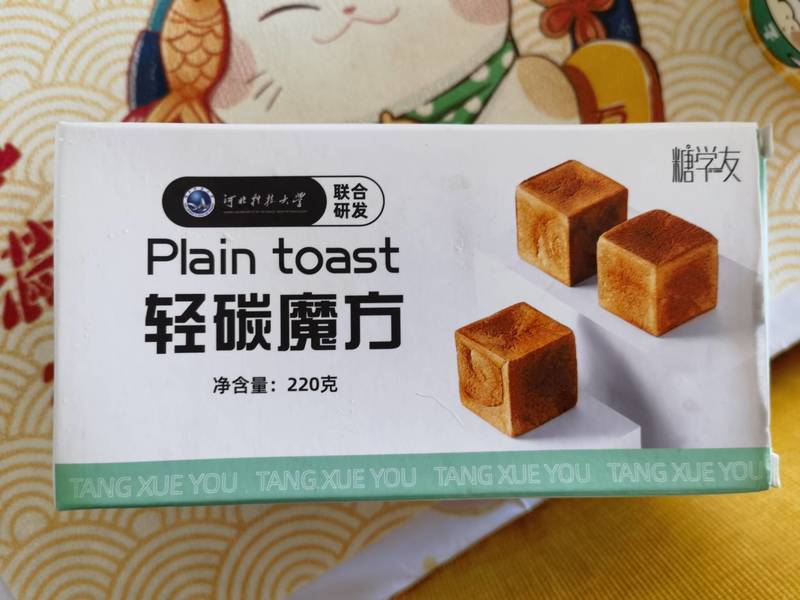 糖学友
河北科技大学
联合
研发
Plain toast
轻碳魔方
净含量：220克
TANG XUE YOU TANG XUE YOU TANG XUE YOU TANG XUE YOU